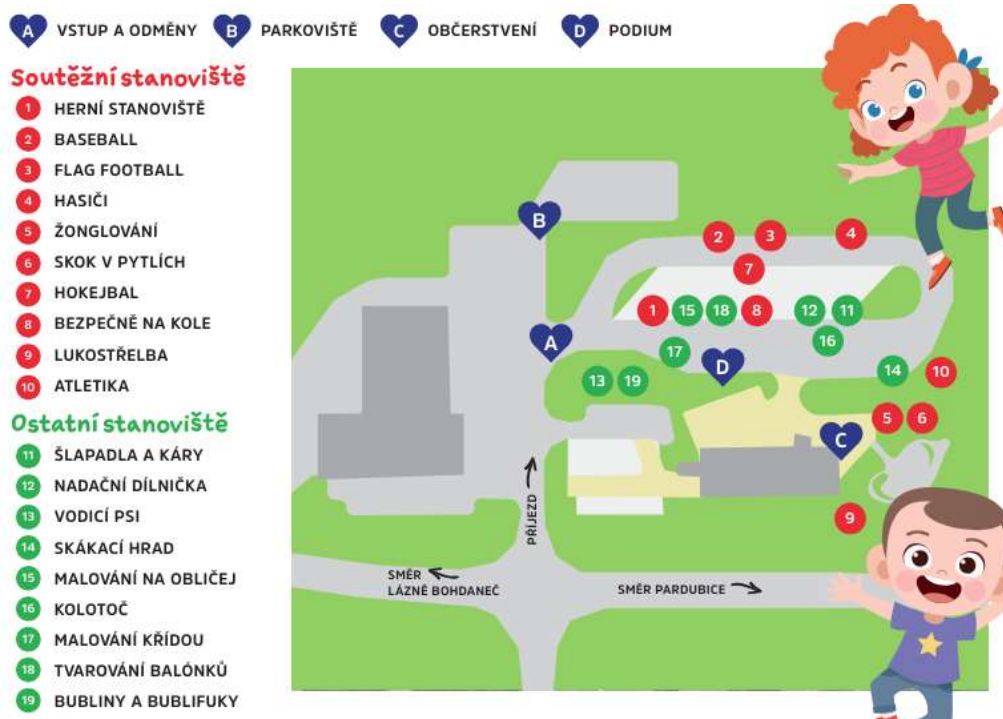 A VSTUP A ODMĚNY B PARKOVIŠTĚ C OBČERSTVENÍ D PODIUM
Soutěžní stanoviště
1 HERNÍ STANOVIŠTĚ
2 BASEBALL
3 FLAG FOOTBALL
4 HASIČI
5 ŽONGLOVÁNÍ
6 SKOK V PYTLÍCH
7 HOKEJBAL
8 BEZPEČNĚ NA KOLE
9 LUKOSTŘELBA
10 ATLETIKA
Ostatní stanoviště
11 ŠLAPADLA A KÁRY
12 NADAČNÍ DÍLNIČKA
13 VODICÍ PSI
14 SKÁKACÍ HRAD
15 MALOVÁNÍ NA OBLIČEJ
16 KOLOTOČ
17 MALOVÁNÍ KŘÍDOU
18 TVAROVÁNÍ BALÓNKŮ
19 BUBLINY A BUBLIFUKY
B
2 3 4
7
1 15 18 8 12 11
A 16
17
D 14 10
13 19
5 6
C
9
PŘÍJEZD
SMĚR
LÁZNĚ BOHDANEČ
SMĚR PARDUBICE